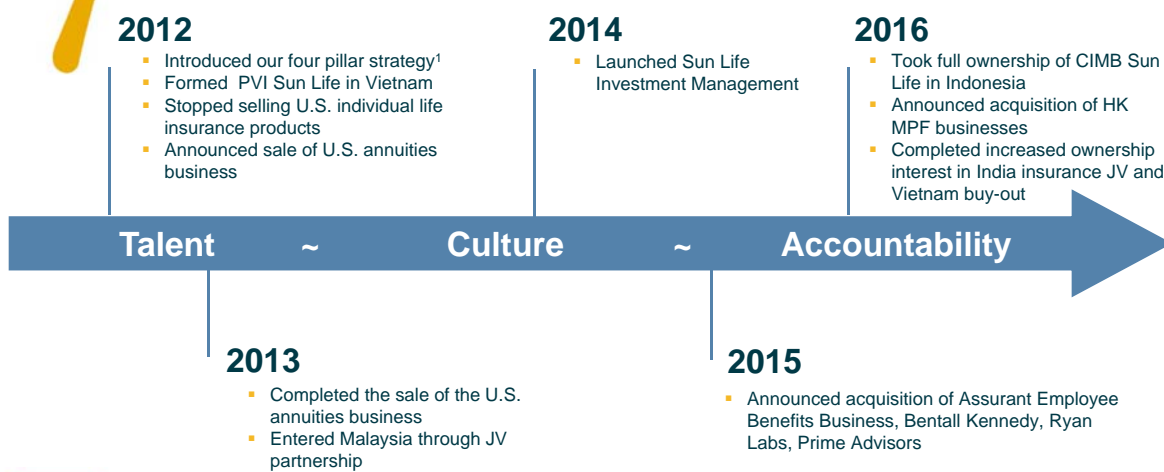 2012
▪ Introduced our four pillar strategy¹
▪ Formed PVI Sun Life in Vietnam
▪ Stopped selling U.S. individual life
insurance products
▪ Announced sale of U.S. annuities
business
2014
▪ Launched Sun Life
Investment Management
2016
▪ Took full ownership of CIMB Sun
Life in Indonesia
▪ Announced acquisition of HK
MPF businesses
▪ Completed increased ownership
interest in India insurance JV and
Vietnam buy-out
Talent ~ Culture ~ Accountability
2013
▪ Completed the sale of the U.S.
annuities business
▪ Entered Malaysia through JV
partnership
2015
▪ Announced acquisition of Assurant Employee
Benefits Business, Bentall Kennedy, Ryan
Labs, Prime Advisors